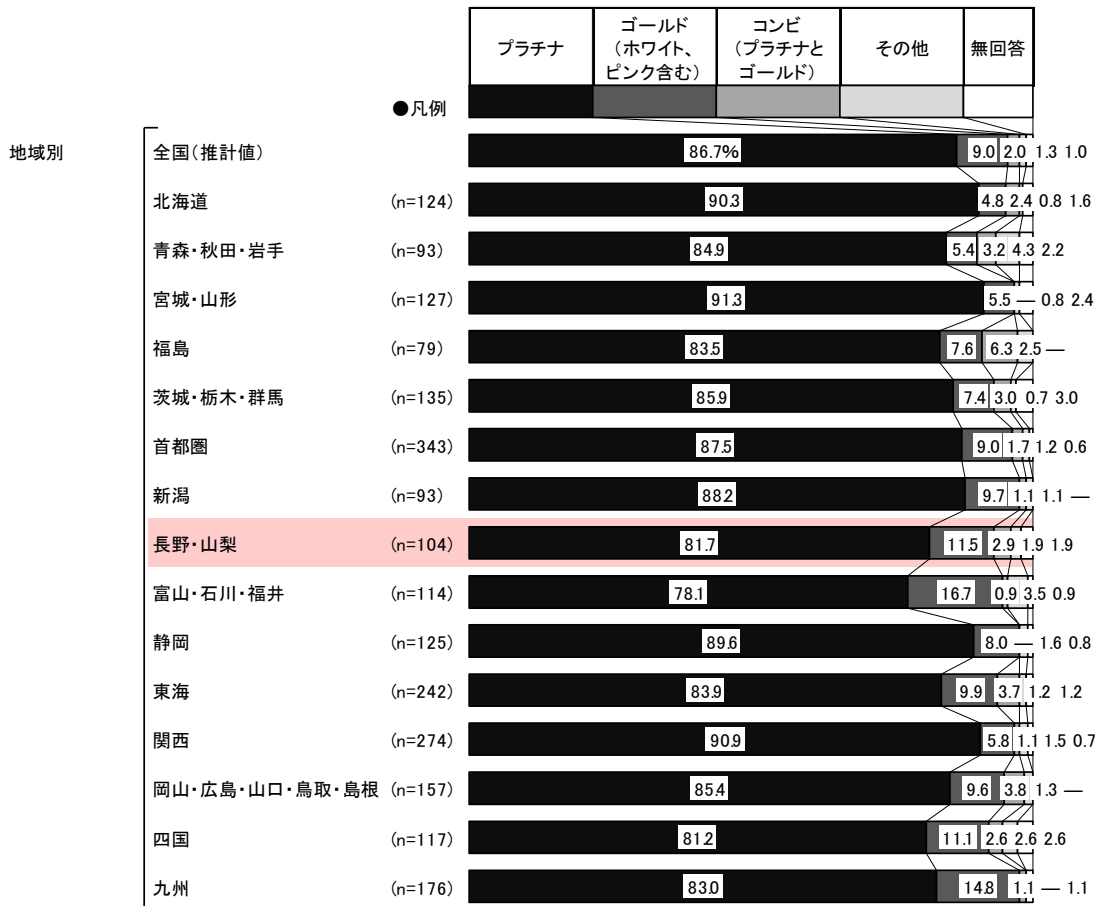 プラチナ
ゴールド
(ホワイト、
ピンク含む)
コンビ
(プラチナと
ゴールド)
その他
無回答
●凡例
地域別
全国(推計値) 86.7% 9.0 2.0 1.3 1.0
北海道 (n=124) 90.3 4.8 2.4 0.8 1.6
青森・秋田・岩手 (n=93) 84.9 5.4 3.2 4.3 2.2
宮城・山形 (n=127) 91.3 5.5 ― 0.8 2.4
福島 (n=79) 83.5 7.6 6.3 2.5 ―
茨城・栃木・群馬 (n=135) 85.9 7.4 3.0 0.7 3.0
首都圏 (n=343) 87.5 9.0 1.7 1.2 0.6
新潟 (n=93) 88.2 9.7 1.1 1.1 ―
長野・山梨 (n=104) 81.7 11.5 2.9 1.9 1.9
富山・石川・福井 (n=114) 78.1 16.7 0.9 3.5 0.9
静岡 (n=125) 89.6 8.0 ― 1.6 0.8
東海 (n=242) 83.9 9.9 3.7 1.2 1.2
関西 (n=274) 90.9 5.8 1.1 1.5 0.7
岡山・広島・山口・鳥取・島根 (n=157) 85.4 9.6 3.8 1.3 ―
四国 (n=117) 81.2 11.1 2.6 2.6 2.6
九州 (n=176) 83.0 14.8 1.1 ― 1.1